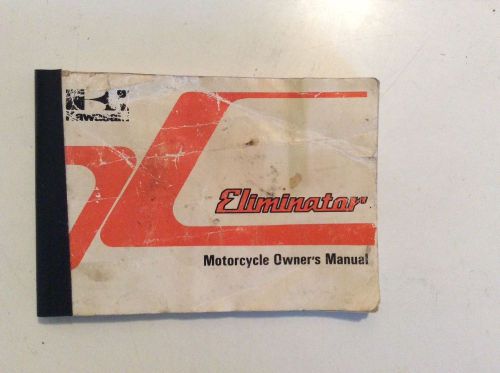 Kawasaki
Eliminator
Motorcycle Owner's Manual